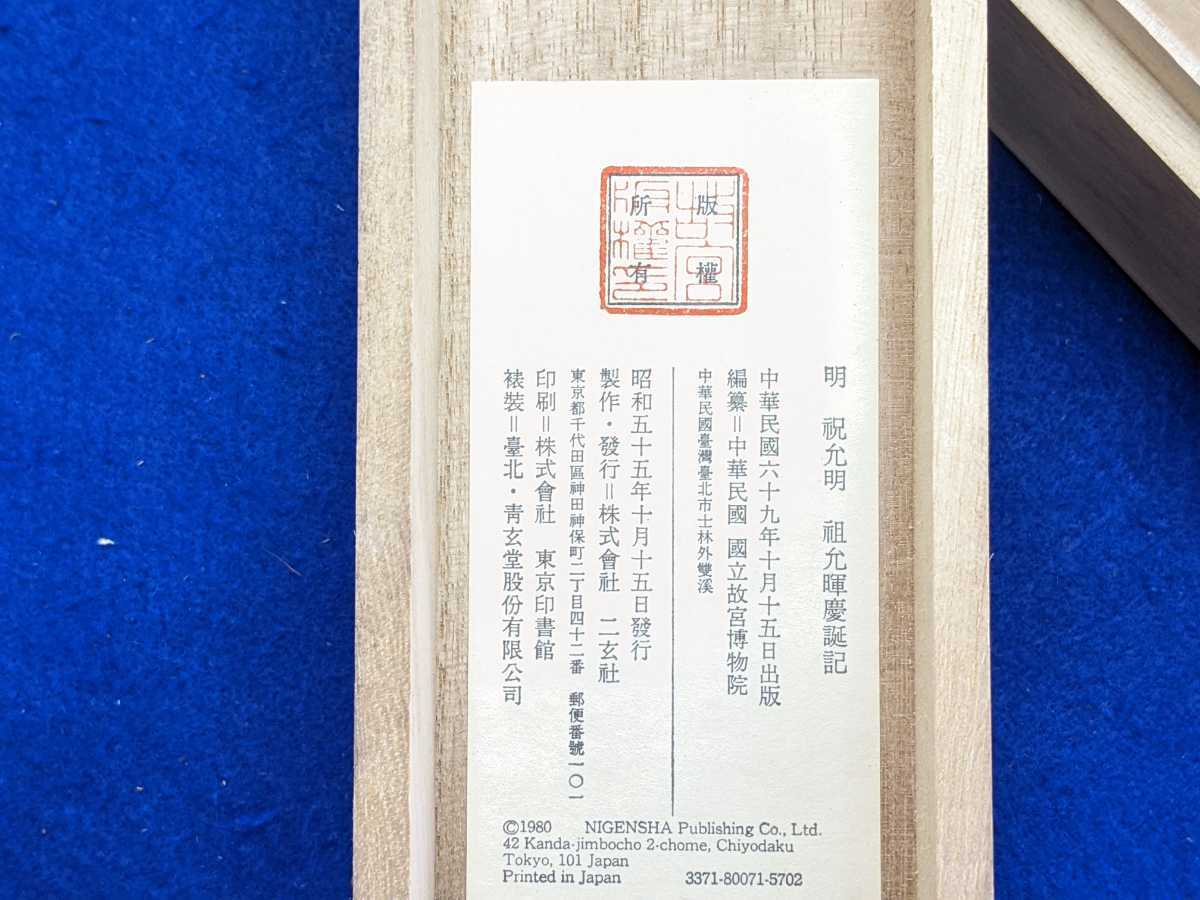 版權
所有
明　祝允明　祖允暉慶誕記
中華民國六十九年十月十五日出版
編纂＝中華民國　國立故宮博物院
中華民國臺灣臺北市士林外雙溪
昭和五十五年十月十五日發行
製作・發行＝株式會社　二玄社
東京都千代田區神田神保町二丁目四十二番　郵便番號一〇一
印刷＝株式會社　東京印書館
裱裝＝臺北・靑玄堂股份有限公司
©1980 NIGENSHA Publishing Co., Ltd.
42 Kanda-jimbocho 2-chome, Chiyodaku
Tokyo, 101 Japan
Printed in Japan 3371-80071-5702